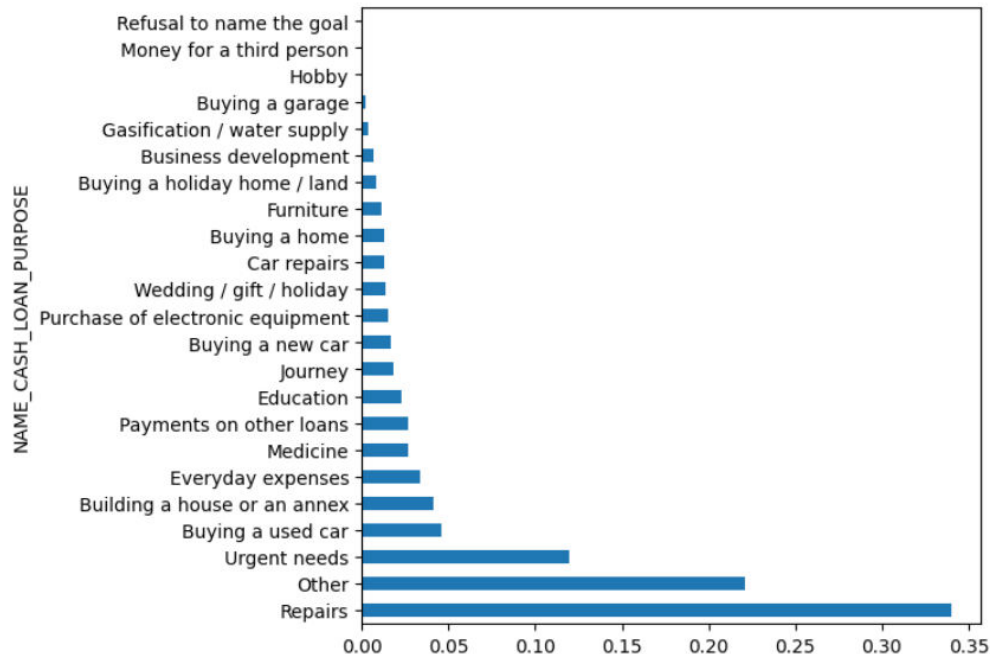 Refusal to name the goal
Money for a third person
Hobby
Buying a garage
Gasification / water supply
Business development
Buying a holiday home / land
Furniture
Buying a home
Car repairs
Wedding / gift / holiday
Purchase of electronic equipment
Buying a new car
Journey
Education
Payments on other loans
Medicine
Everyday expenses
Building a house or an annex
Buying a used car
Urgent needs
Other
Repairs
NAME_CASH_LOAN_PURPOSE
0.00 0.05 0.10 0.15 0.20 0.25 0.30 0.35